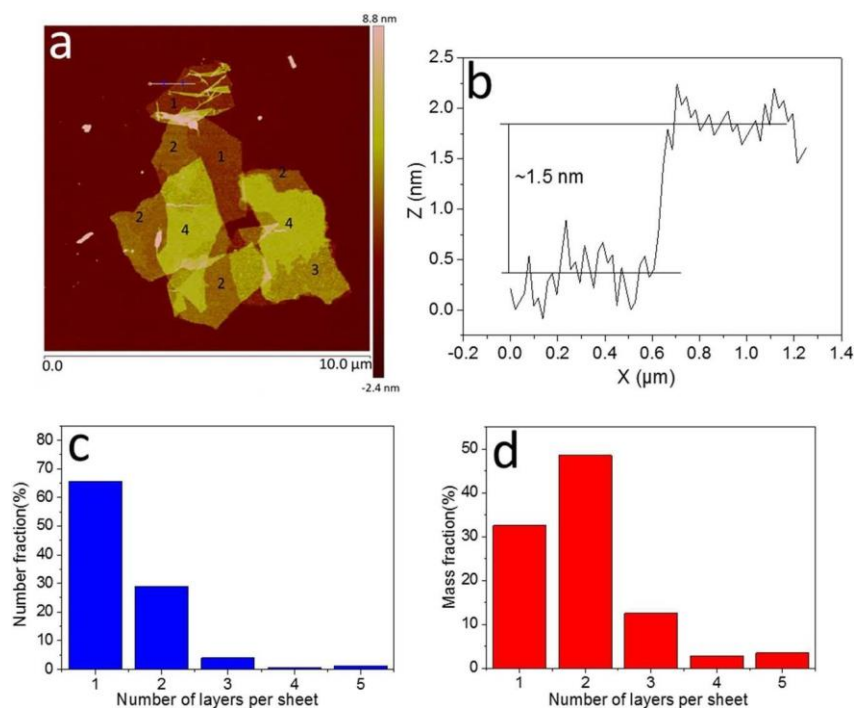 a
8.8 nm
1
2
1
2
2
4
4
2
3
0.0
10.0 µm
-2.4 nm
b
2.5
2.0
1.5
1.0
0.5
0.0
Z (nm)
~1.5 nm
-0.2 0.0 0.2 0.4 0.6 0.8 1.0 1.2 1.4
X (µm)
c
80
70
60
50
40
30
20
10
0
Number fraction(%)
1 2 3 4 5
Number of layers per sheet
d
50
40
30
20
10
0
Mass fraction(%)
1 2 3 4 5
Number of layers per sheet